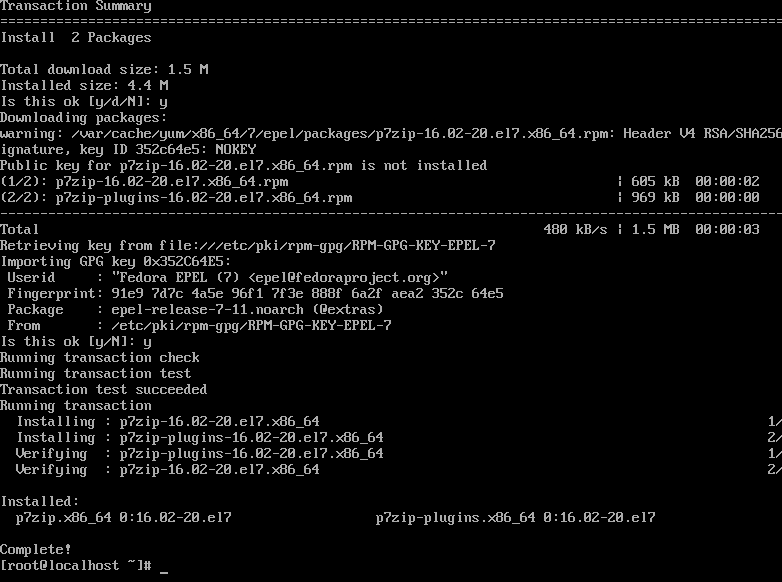 Transaction Summary
================================================================================
Install  2 Packages
Total download size: 1.5 M
Installed size: 4.4 M
Is this ok [y/d/N]: y
Downloading packages:
warning: /var/cache/yum/x86_64/7/epel/packages/p7zip-16.02-20.el7.x86_64.rpm: Header V4 RSA/SHA256
ignature, key ID 352c64e5: NOKEY
Public key for p7zip-16.02-20.el7.x86_64.rpm is not installed
(1/2): p7zip-16.02-20.el7.x86_64.rpm | 605 kB  00:00:02
(2/2): p7zip-plugins-16.02-20.el7.x86_64.rpm | 969 kB  00:00:00
--------------------------------------------------------------------------------
Total 480 kB/s | 1.5 MB  00:00:03
Retrieving key from file:///etc/pki/rpm-gpg/RPM-GPG-KEY-EPEL-7
Importing GPG key 0x352C64E5:
 Userid     : "Fedora EPEL (7) <epel@fedoraproject.org>"
 Fingerprint: 91e9 7d7c 4a5e 96f1 7f3e 888f 6a2f aea2 352c 64e5
 Package    : epel-release-7-11.noarch (@extras)
 From       : /etc/pki/rpm-gpg/RPM-GPG-KEY-EPEL-7
Is this ok [y/N]: y
Running transaction check
Running transaction test
Transaction test succeeded
Running transaction
  Installing : p7zip-16.02-20.el7.x86_64 1/
  Installing : p7zip-plugins-16.02-20.el7.x86_64 2/
  Verifying  : p7zip-plugins-16.02-20.el7.x86_64 1/
  Verifying  : p7zip-16.02-20.el7.x86_64 2/
Installed:
  p7zip.x86_64 0:16.02-20.el7 p7zip-plugins.x86_64 0:16.02-20.el7
Complete!
[root@localhost ~]# _